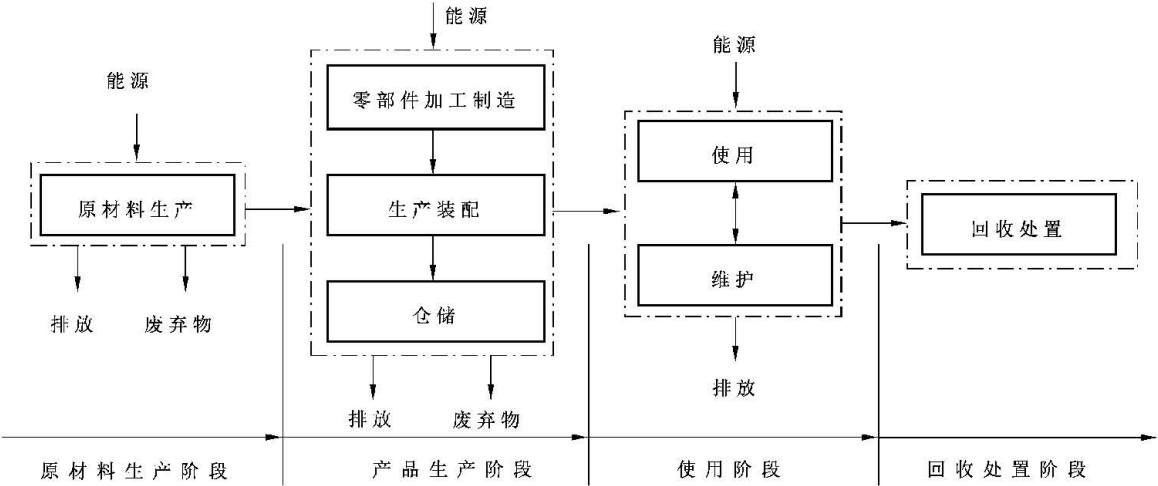 能源
能源
能源
零部件加工制造
使用
原材料生产
生产装配
回收处置
维护
仓储
排放
废弃物
排放
排放
废弃物
原材料生产阶段
产品生产阶段
使用阶段
回收处置阶段